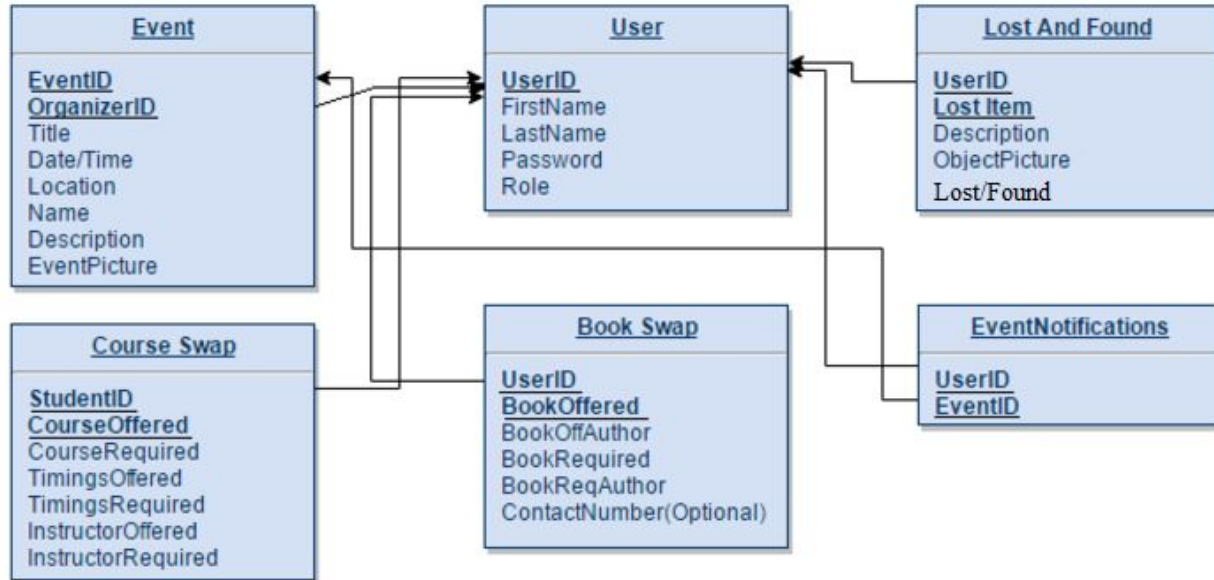 Event
EventID
OrganizerID
Title
Date/Time
Location
Name
Description
EventPicture
User
UserID
FirstName
LastName
Password
Role
Lost And Found
UserID
Lost Item
Description
ObjectPicture
Lost/Found
Course Swap
StudentID
CourseOffered
CourseRequired
TimingsOffered
TimingsRequired
InstructorOffered
InstructorRequired
Book Swap
UserID
BookOffered
BookOffAuthor
BookRequired
BookReqAuthor
ContactNumber(Optional)
EventNotifications
UserID
EventID